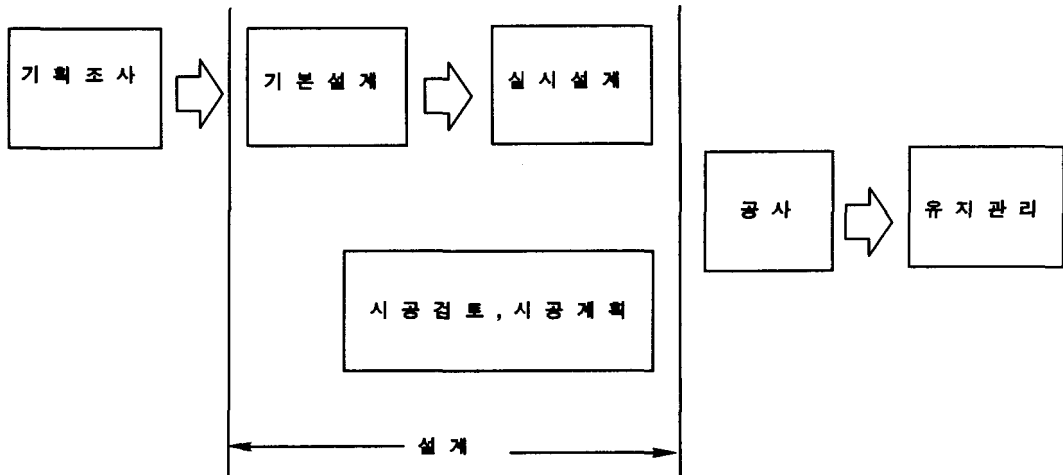 기획조사
기본설계
실시설계
공사
유지관리
시공검토,시공계획
설계